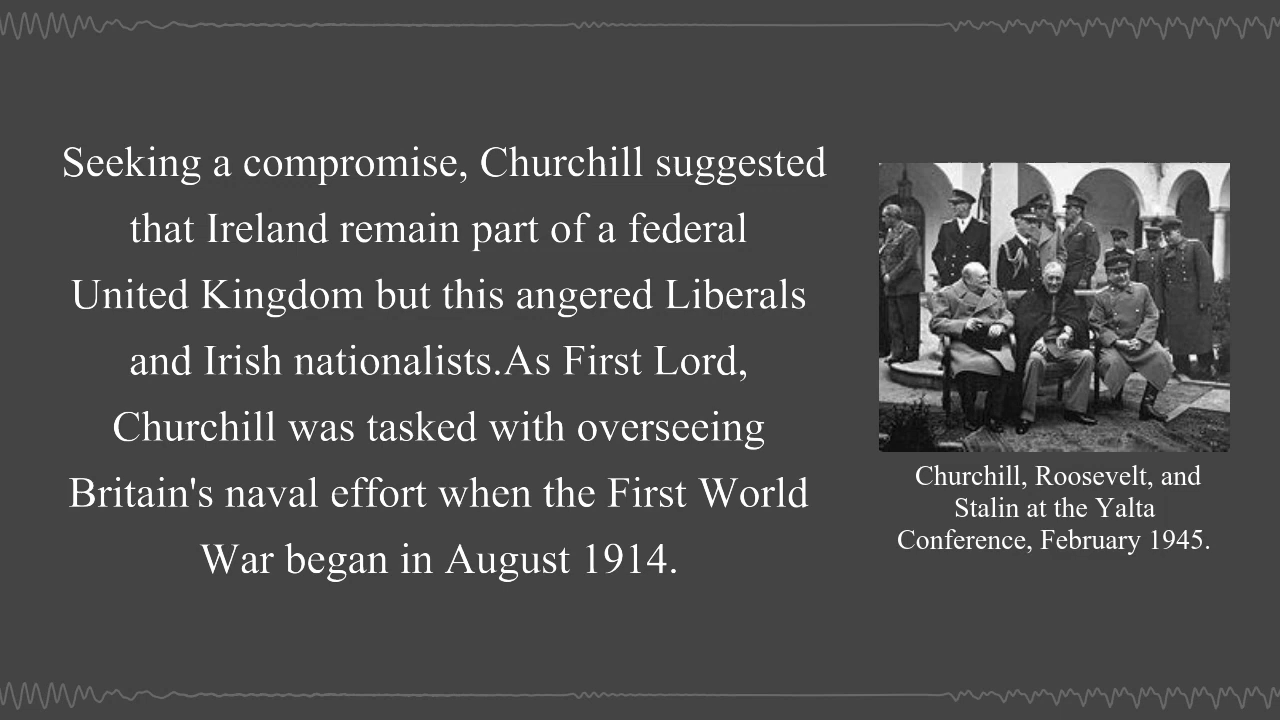 Seeking a compromise, Churchill suggested
that Ireland remain part of a federal
United Kingdom but this angered Liberals
and Irish nationalists.As First Lord,
Churchill was tasked with overseeing
Britain's naval effort when the First World
War began in August 1914.
Churchill, Roosevelt, and
Stalin at the Yalta
Conference, February 1945.